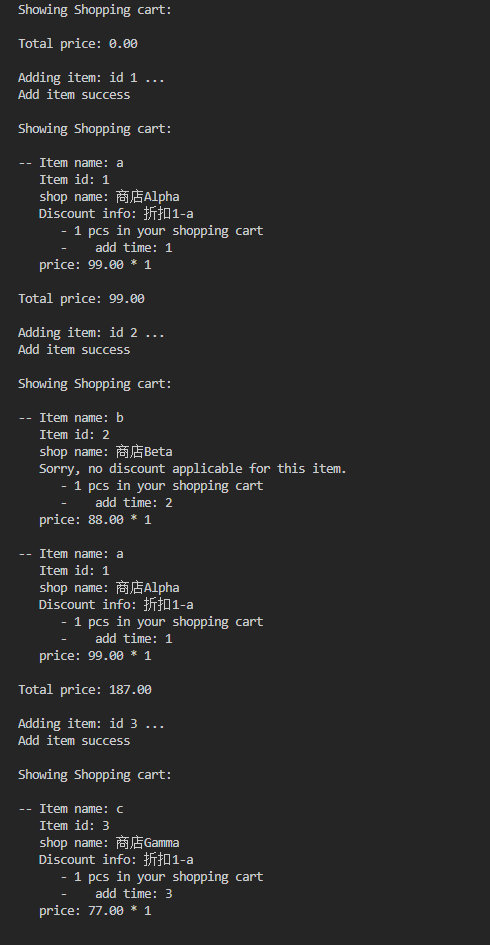 Showing Shopping cart:
Total price: 0.00
Adding item: id 1 ...
Add item success
Showing Shopping cart:
-- Item name: a
Item id: 1
shop name: 商店Alpha
Discount info: 折扣1-a
- 1 pcs in your shopping cart
-    add time: 1
price: 99.00 * 1
Total price: 99.00
Adding item: id 2 ...
Add item success
Showing Shopping cart:
-- Item name: b
Item id: 2
shop name: 商店Beta
Sorry, no discount applicable for this item.
- 1 pcs in your shopping cart
-    add time: 2
price: 88.00 * 1
-- Item name: a
Item id: 1
shop name: 商店Alpha
Discount info: 折扣1-a
- 1 pcs in your shopping cart
-    add time: 1
price: 99.00 * 1
Total price: 187.00
Adding item: id 3 ...
Add item success
Showing Shopping cart:
-- Item name: c
Item id: 3
shop name: 商店Gamma
Discount info: 折扣1-a
- 1 pcs in your shopping cart
-    add time: 3
price: 77.00 * 1